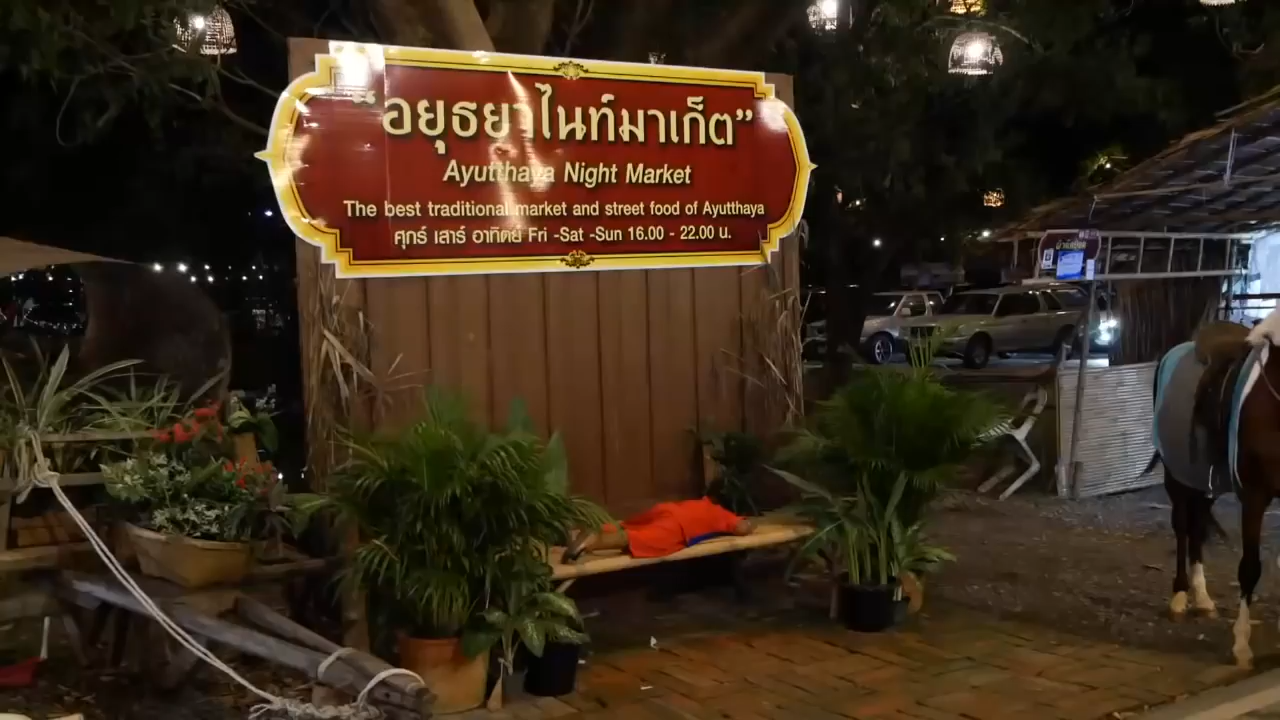 “อยุธยาไนท์มาเก็ต”
Ayutthaya Night Market
The best traditional market and street food of Ayutthaya
ศุกร์ เสาร์ อาทิตย์ Fri -Sat -Sun 16.00 - 22.00 น.